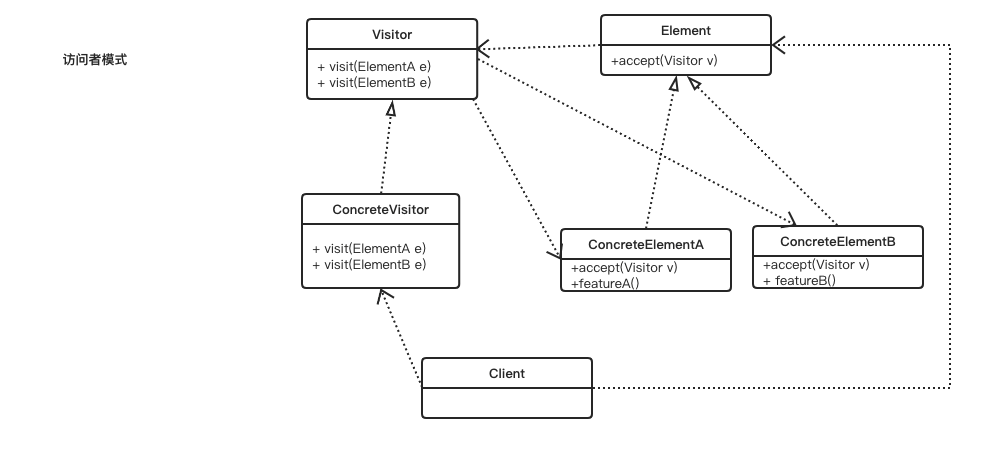 访问者模式
Visitor
+ visit(ElementA e)
+ visit(ElementB e)
Element
+accept(Visitor v)
ConcreteVisitor
+ visit(ElementA e)
+ visit(ElementB e)
ConcreteElementA
+accept(Visitor v)
+featureA()
ConcreteElementB
+accept(Visitor v)
+ featureB()
Client